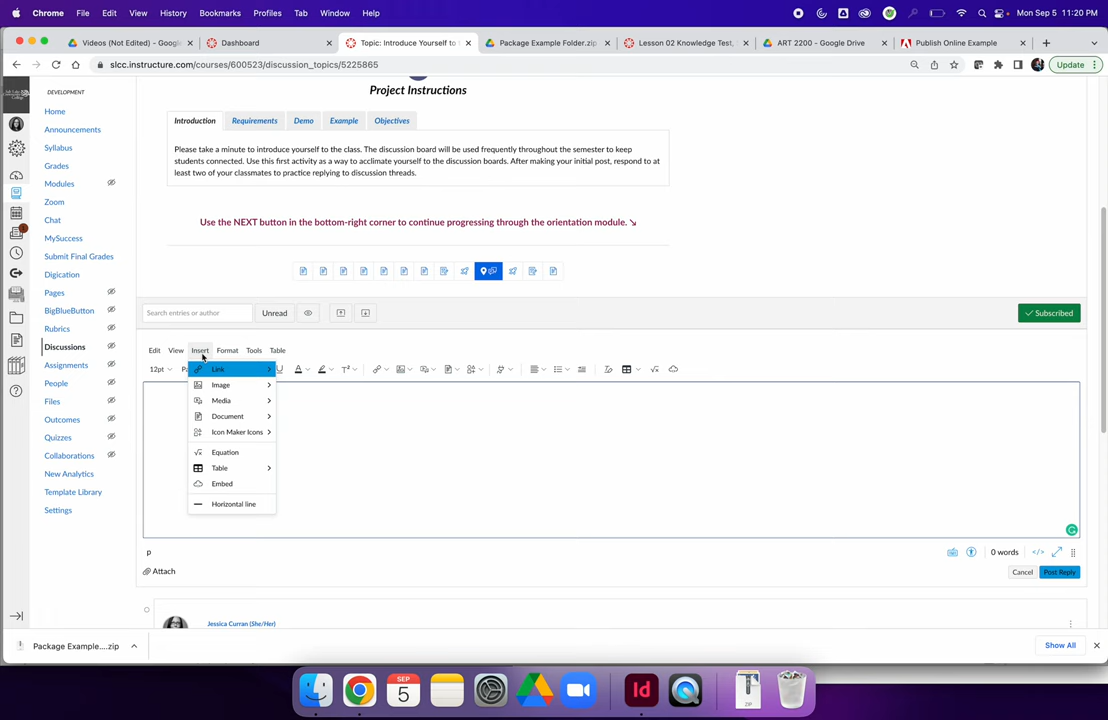 Chrome File Edit View History Bookmarks Profiles Tab Window Help Mon Sep 5 11:20 PM
Videos (Not Edited) - Google Dashboard Topic: Introduce Yourself to Package Example Folder.zip Lesson 02 Knowledge Test, ART 2200 - Google Drive Publish Online Example
slcc.instructure.com/courses/600523/discussion_topics/5225865 Update
DEVELOPMENT
Home
Announcements
Syllabus
Grades
Modules
Zoom
Chat
MySuccess
Submit Final Grades
Digication
Pages
BigBlueButton
Rubrics
Discussions
Assignments
People
Files
Outcomes
Quizzes
Collaborations
New Analytics
Template Library
Settings
Project Instructions
Introduction Requirements Demo Example Objectives
Please take a minute to introduce yourself to the class. The discussion board will be used frequently throughout the semester to keep
students connected. Use this first activity as a way to acclimate yourself to the discussion boards. After making your initial post, respond to at
least two of your classmates to practice replying to discussion threads.
Use the NEXT button in the bottom-right corner to continue progressing through the orientation module. ↘
Search entries or author Unread Subscribed
Edit View Insert Format Tools Table
12pt
Link
Image
Media
Document
Icon Maker Icons
Equation
Table
Embed
Horizontal line
p 0 words </>
Attach Cancel Post Reply
Jessica Curran (She/Her)
Package Example....zip Show All
SEP
5
Id
ZIP